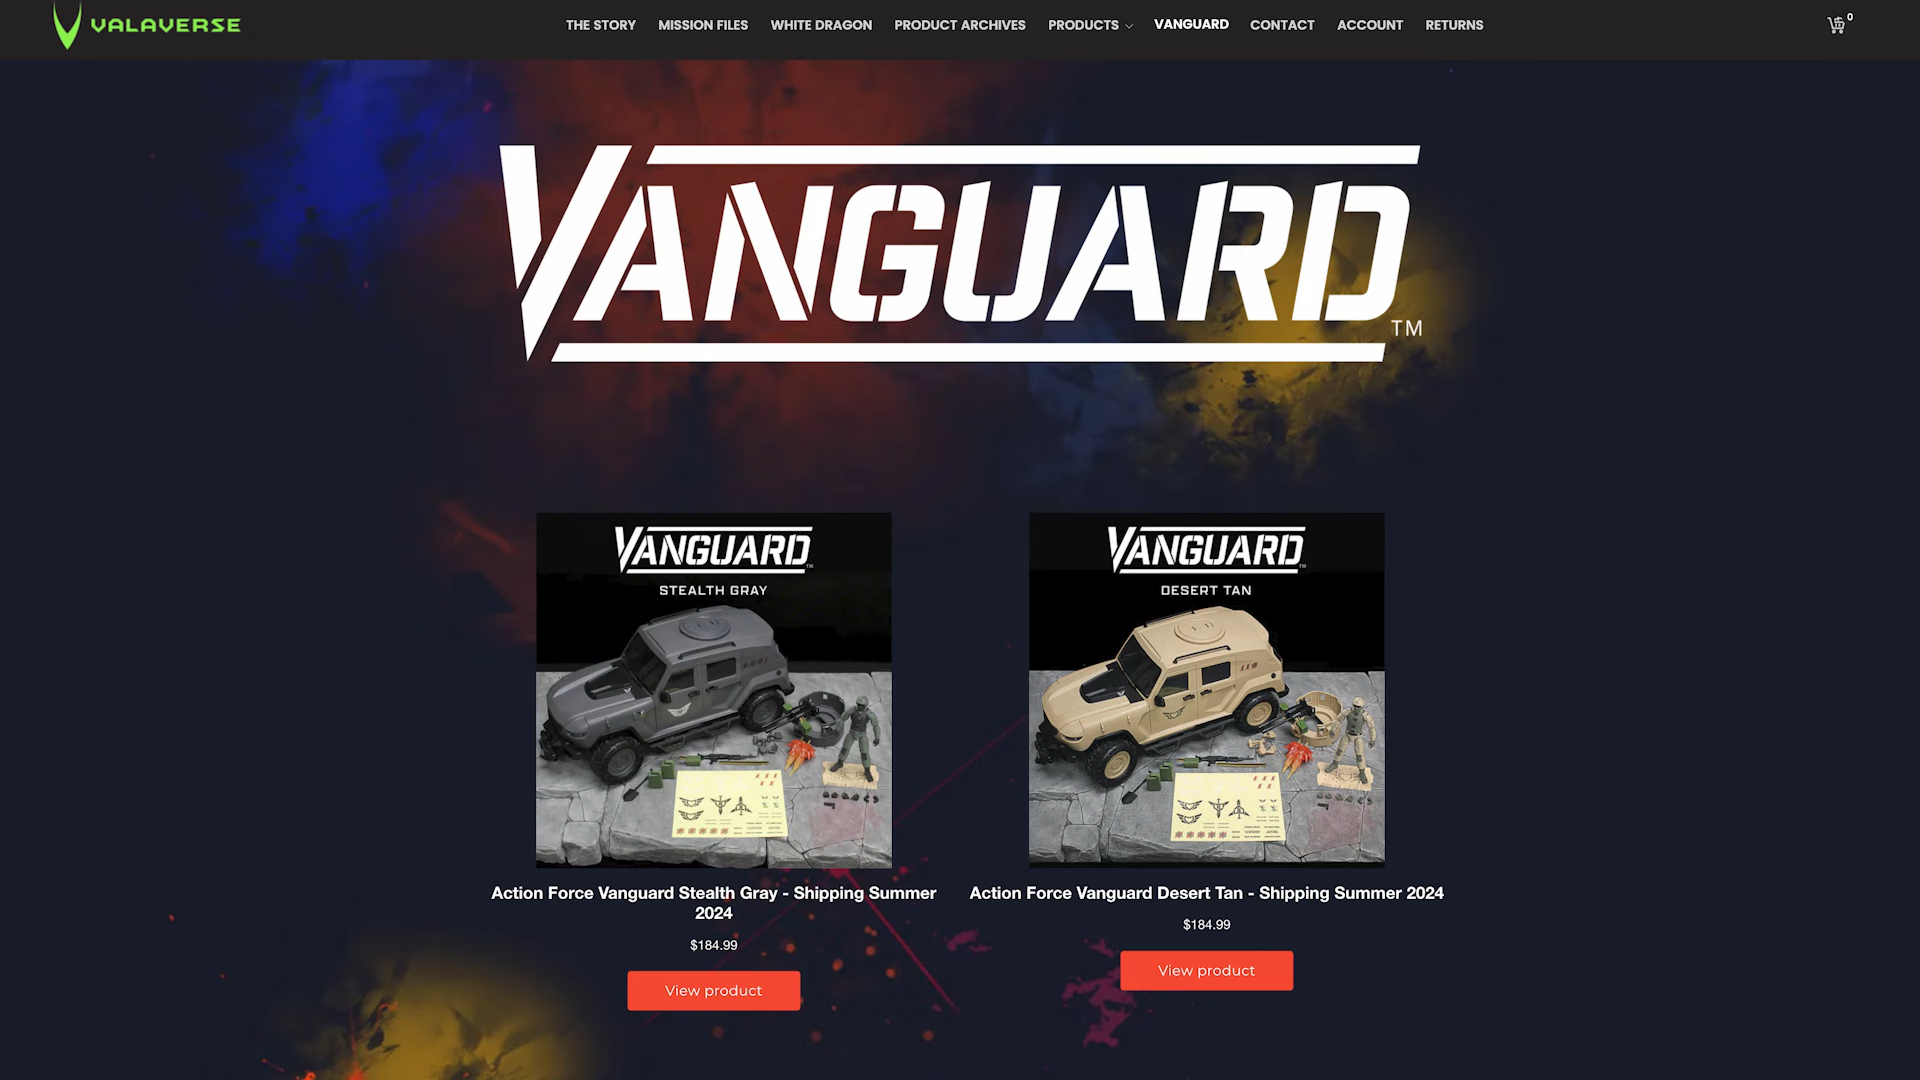 VALAVERSE
THE STORY MISSION FILES WHITE DRAGON PRODUCT ARCHIVES PRODUCTS VANGUARD CONTACT ACCOUNT RETURNS
0
VANGUARD
TM
VANGUARD
STEALTH GRAY
VANGUARD
DESERT TAN
Action Force Vanguard Stealth Gray - Shipping Summer
2024
$184.99
View product
Action Force Vanguard Desert Tan - Shipping Summer 2024
$184.99
View product